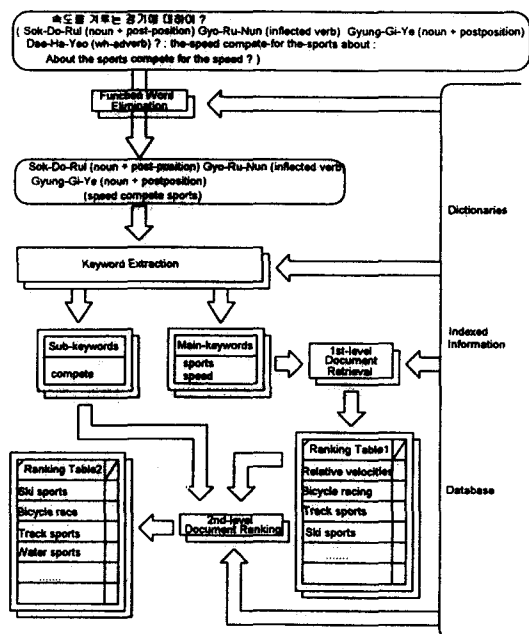 속도를 겨루는 경기에 대하여 ?
( Sok-Do-Rul (noun + post-position) Gyo-Ru-Nun (inflected verb) Gyung-Gi-Ye (noun + postposition)
Dae-Ha-Yeo (wh-adverb) ? ; the-speed compete-for the-sports about :
About the sports compete for the speed ? )
Function Word
Elimination
Sok-Do-Rul (noun + post-position) Gyo-Ru-Nun (inflected verb)
Gyung-Gi-Ye (noun + postposition)
(speed compete sports)
Dictionaries
Keyword Extraction
Sub-keywords
compete
Main-keywords
sports
speed
1st-level
Document
Retrieval
Indexed
Information
Ranking Table2
Ski sports
Bicycle race
Track sports
Water sports
........
2nd-level
Document Ranking
Ranking Table1
Relative velocities
Bicycle racing
Track sports
Ski sports
........
Database